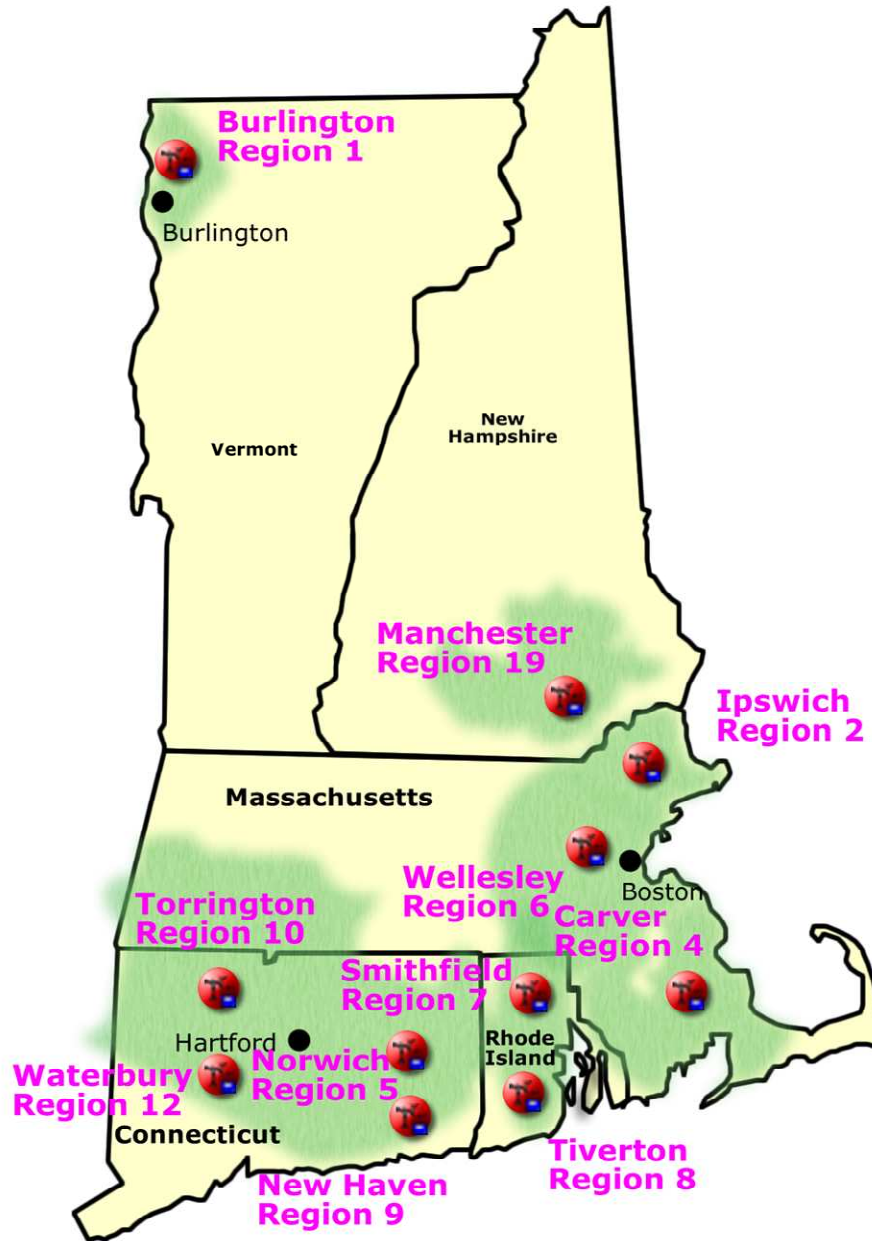 Burlington
Region 1
Burlington
New
Hampshire
Vermont
Manchester
Region 19
Ipswich
Region 2
Massachusetts
Wellesley
Region 6
Boston
Carver
Region 4
Torrington
Region 10
Smithfield
Region 7
Hartford
Rhode
Island
Norwich
Region 5
Waterbury
Region 12
Connecticut
Tiverton
Region 8
New Haven
Region 9